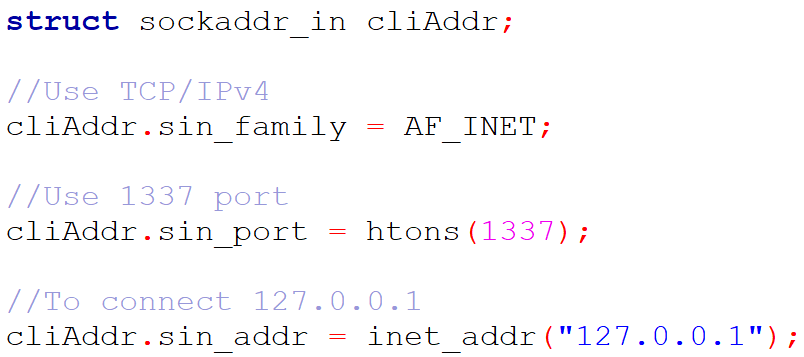 struct sockaddr_in cliAddr;
//Use TCP/IPv4
cliAddr.sin_family = AF_INET;
//Use 1337 port
cliAddr.sin_port = htons(1337);
//To connect 127.0.0.1
cliAddr.sin_addr = inet_addr("127.0.0.1");